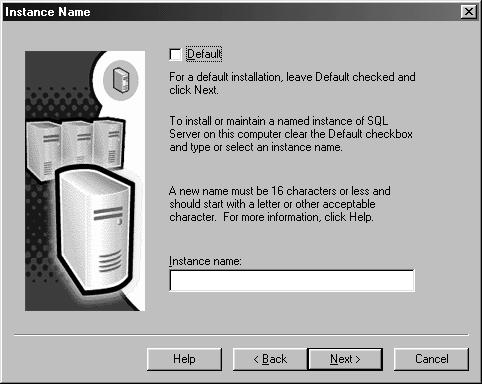 Instance Name
Default
For a default installation, leave Default checked and
click Next.
To install or maintain a named instance of SQL
Server on this computer clear the Default checkbox
and type or select an instance name.
A new name must be 16 characters or less and
should start with a letter or other acceptable
character.  For more information, click Help.
Instance name:
Help
< Back
Next >
Cancel